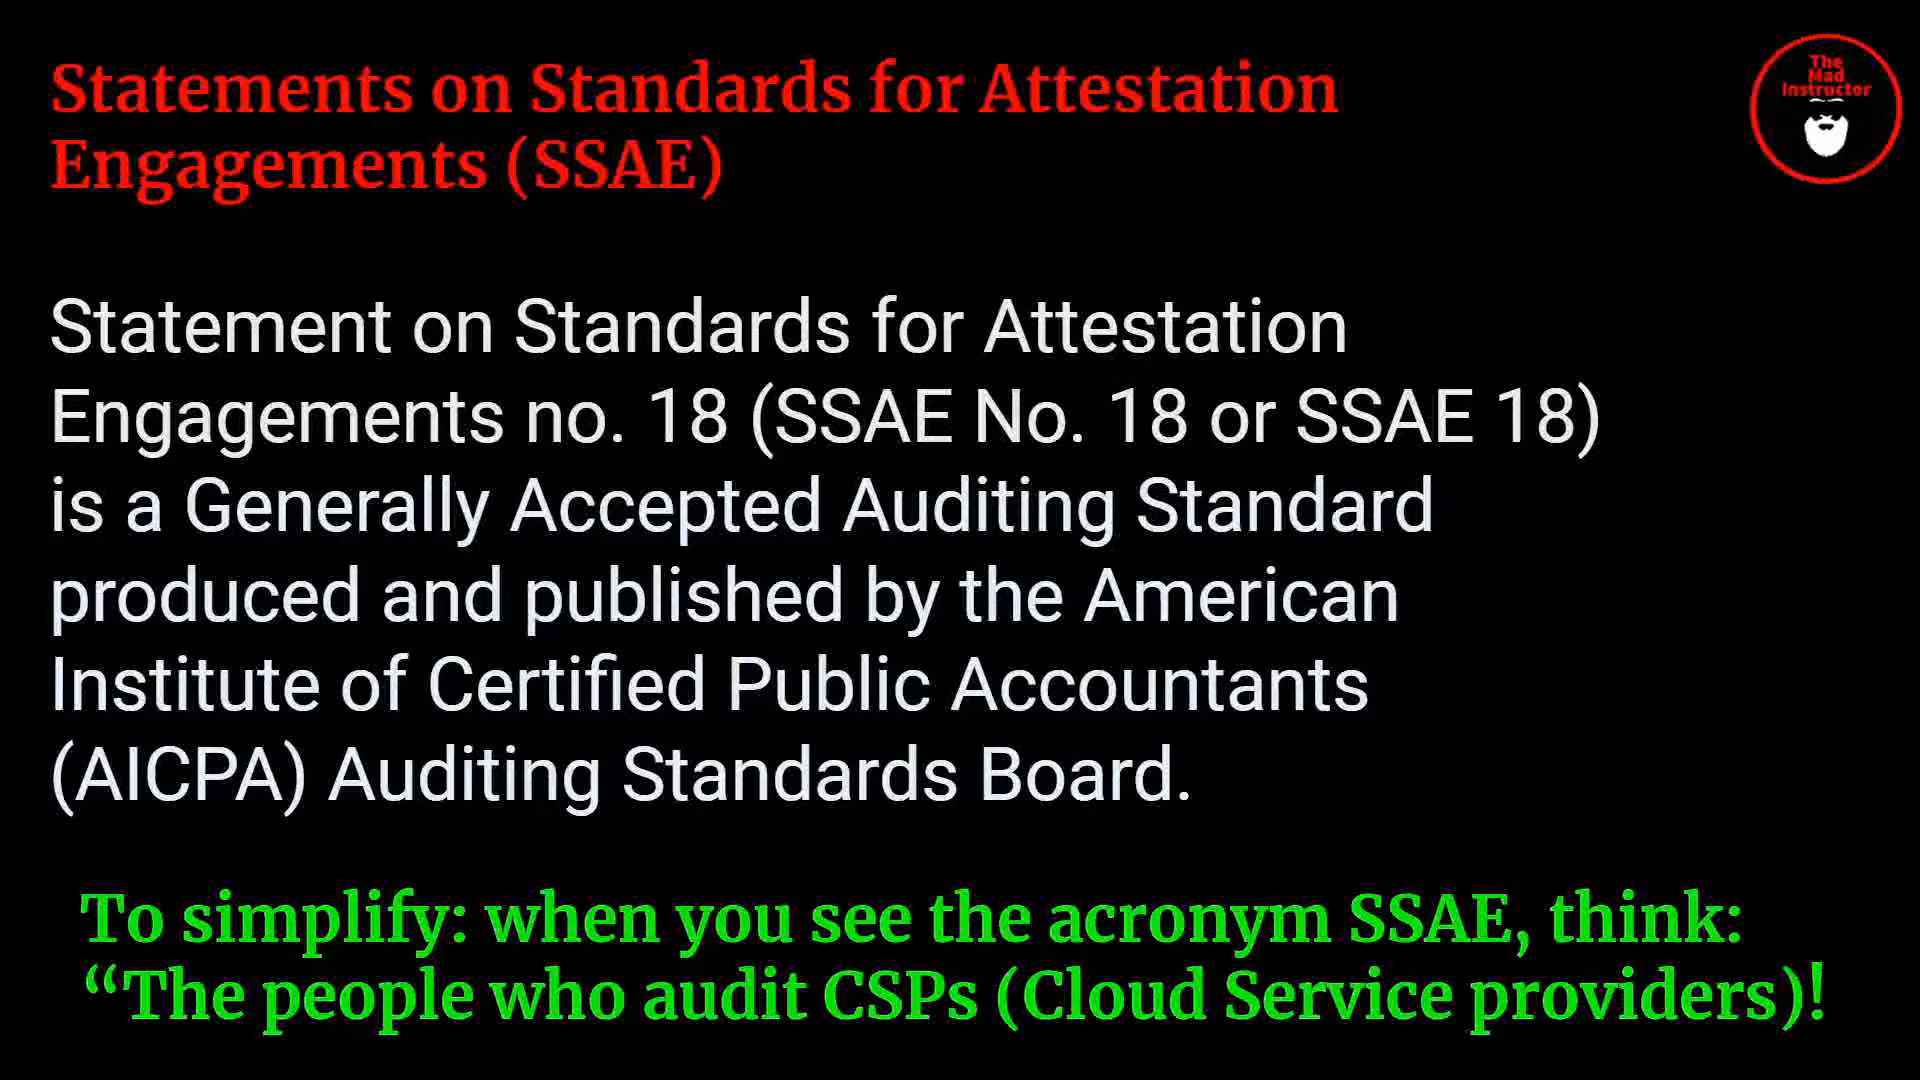 Statements on Standards for Attestation
Engagements (SSAE)
The
Mad
Instructor
Statement on Standards for Attestation
Engagements no. 18 (SSAE No. 18 or SSAE 18)
is a Generally Accepted Auditing Standard
produced and published by the American
Institute of Certified Public Accountants
(AICPA) Auditing Standards Board.
To simplify: when you see the acronym SSAE, think:
“The people who audit CSPs (Cloud Service providers)!